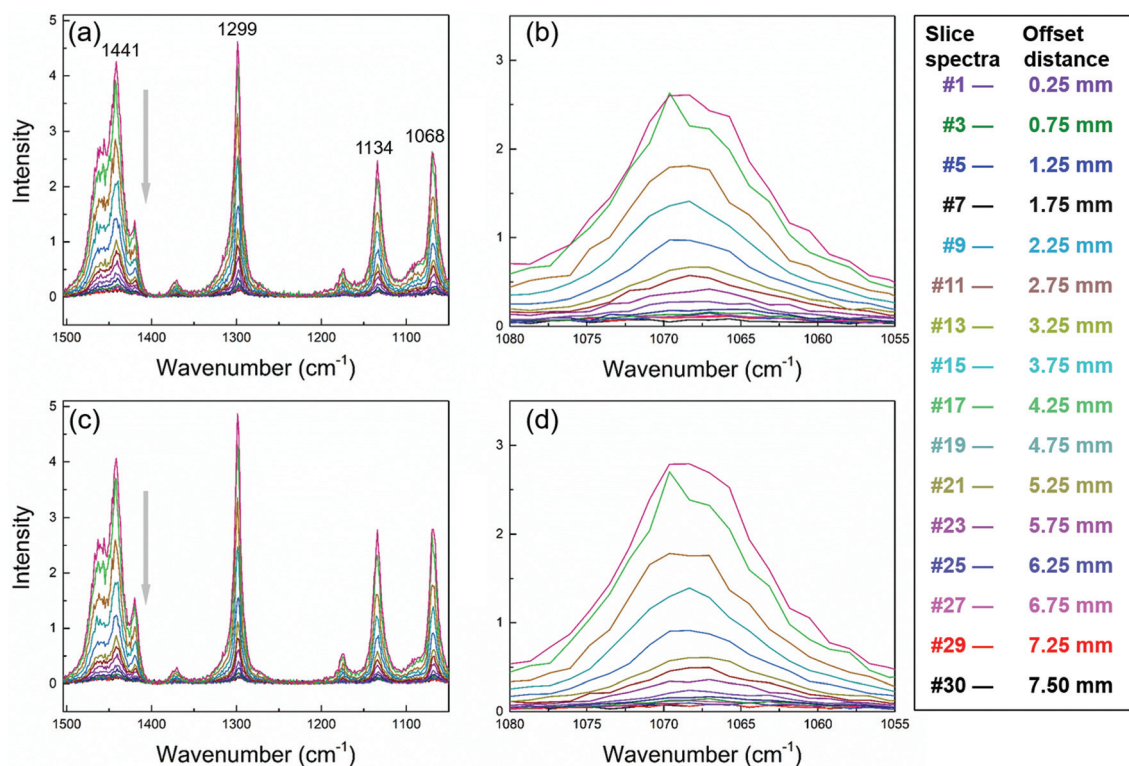 (a)
1441
1299
1134
1068
5
4
3
2
1
0
Intensity
1500
1400
1300
1200
1100
Wavenumber (cm-1)
(b)
3
2
1
0
1080
1075
1070
1065
1060
1055
Wavenumber (cm-1)
(c)
5
4
3
2
1
0
Intensity
1500
1400
1300
1200
1100
Wavenumber (cm-1)
(d)
3
2
1
0
1080
1075
1070
1065
1060
1055
Wavenumber (cm-1)
Slice Offset
spectra distance
#1 — 0.25 mm
#3 — 0.75 mm
#5 — 1.25 mm
#7 — 1.75 mm
#9 — 2.25 mm
#11 — 2.75 mm
#13 — 3.25 mm
#15 — 3.75 mm
#17 — 4.25 mm
#19 — 4.75 mm
#21 — 5.25 mm
#23 — 5.75 mm
#25 — 6.25 mm
#27 — 6.75 mm
#29 — 7.25 mm
#30 — 7.50 mm